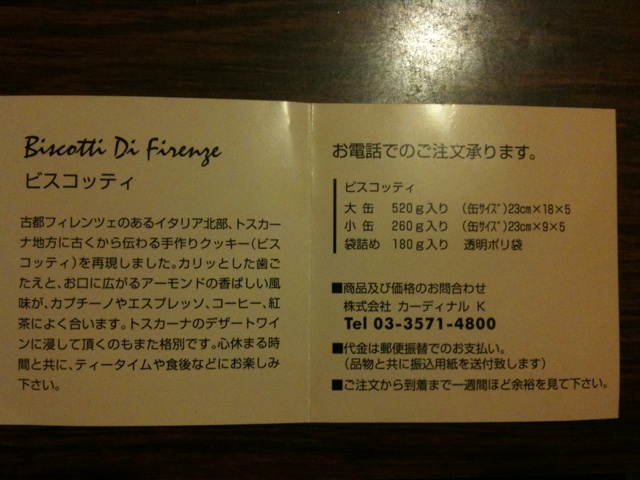 Biscotti Di Firenze
ビスコッティ
古都フィレンツェのあるイタリア北部、トスカー
ナ地方に古くから伝わる手作りクッキー(ビス
コッティ)を再現しました。カリッとした歯ご
たえと、お口に広がるアーモンドの香ばしい風
味が、カプチーノやエスプレッソ、コーヒー、紅
茶によく合います。トスカーナのデザートワイ
ンに浸して頂くのもまた格別です。心休まる時
間と共に、ティータイムや食後などにお楽しみ
下さい。
お電話でのご注文承ります。
ビスコッティ
大 缶 520g入り (缶ｻｲｽﾞ)23cm×18×5
小 缶 260g入り (缶ｻｲｽﾞ)23cm×9×5
袋詰め 180g入り 透明ポリ袋
■商品及び価格のお問合わせ
株式会社 カーディナル K
Tel 03-3571-4800
■代金は郵便振替でのお支払い。
(品物と共に振込用紙を送付致します)
■ご注文から到着まで一週間ほど余裕を見て下さい。